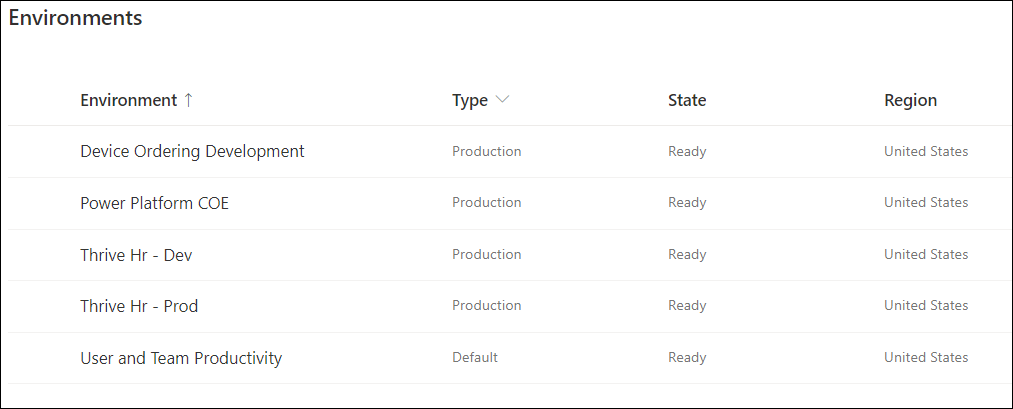 Environments
Environment ↑ Type State Region
Device Ordering Development Production Ready United States
Power Platform COE Production Ready United States
Thrive Hr - Dev Production Ready United States
Thrive Hr - Prod Production Ready United States
User and Team Productivity Default Ready United States